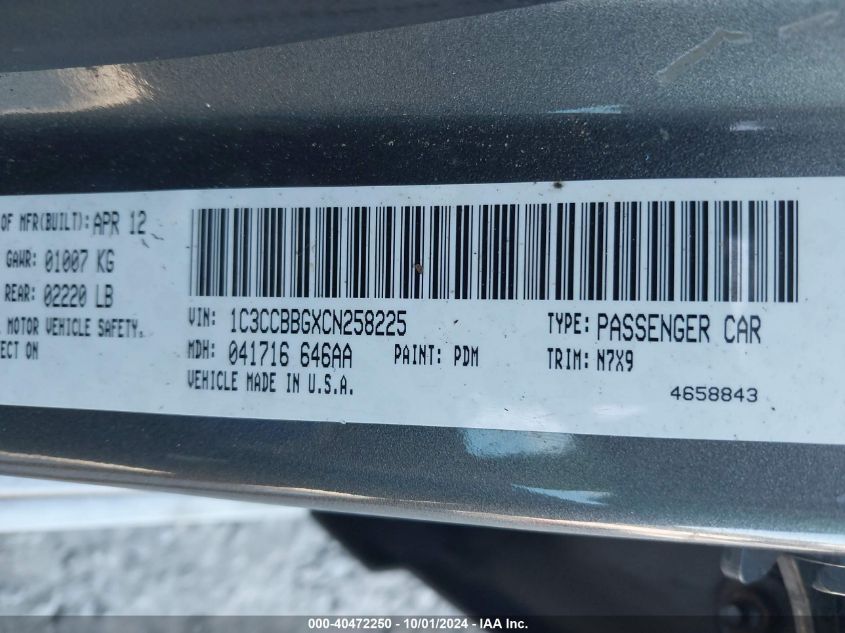 OF MFR(BUILT): APR 12
GAWR: 01007 KG
REAR: 02220 LB
MOTOR VEHICLE SAFETY.
ECT ON
VIN: 1C3CCBBGXCN258225
TYPE: PASSENGER CAR
MDH: 041716 646AA
PAINT: PDM
TRIM: N7X9
VEHICLE MADE IN U.S.A.
4658843
000-40472250 - 10/01/2024 - IAA Inc.